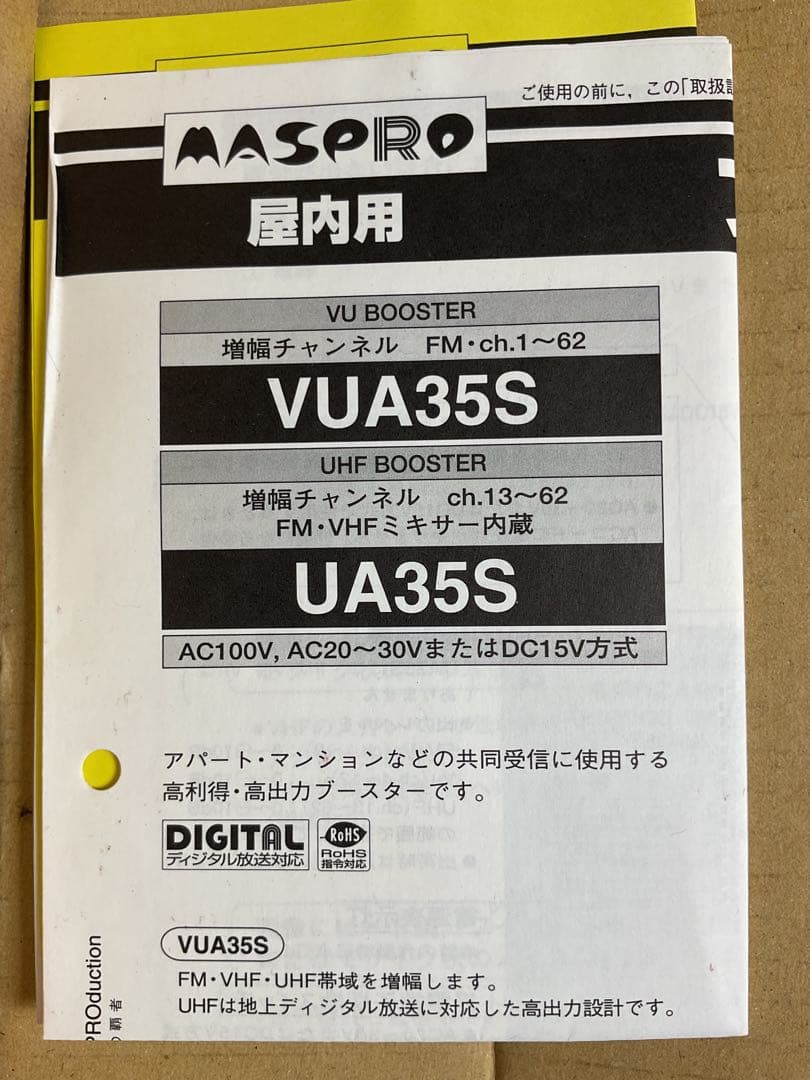 ご使用の前に，この「取扱
MASPRO
屋内用
VU BOOSTER
増幅チャンネル FM・ch.1〜62
VUA35S
UHF BOOSTER
増幅チャンネル ch.13〜62
FM・VHFミキサー内蔵
UA35S
AC100V, AC20〜30VまたはDC15V方式
アパート・マンションなどの共同受信に使用する
高利得・高出力ブースターです。
DIGITAL
ディジタル放送対応
RoHS
RoHS
指令対応
VUA35S
FM・VHF・UHF帯域を増幅します。
UHFは地上ディジタル放送に対応した高出力設計です。
PROduction
の覇者